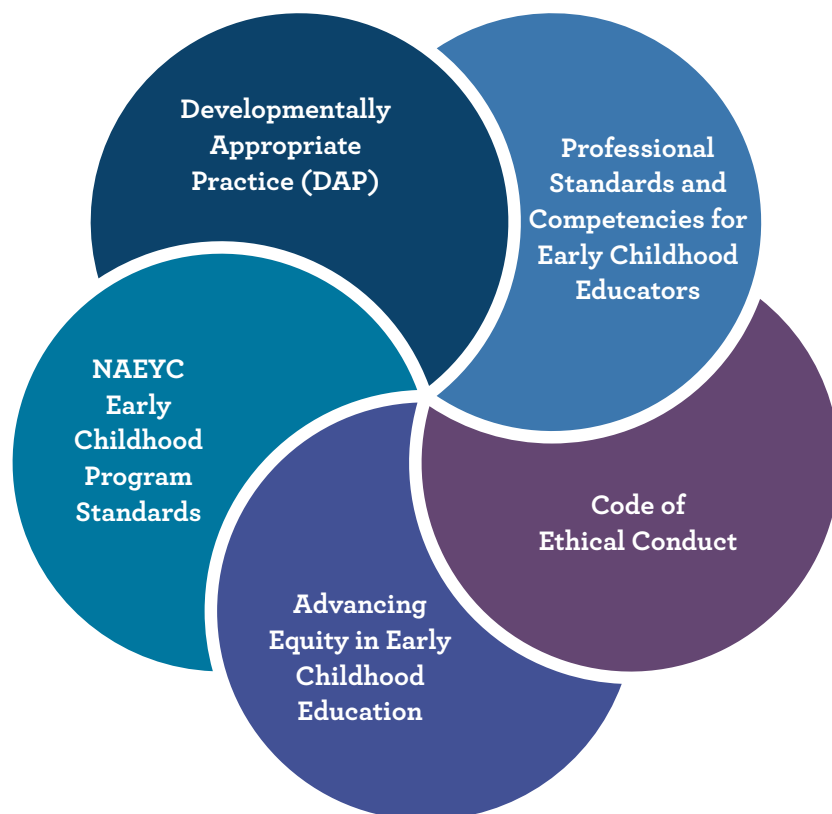 Developmentally
Appropriate
Practice (DAP)
Professional
Standards and
Competencies for
Early Childhood
Educators
NAEYC
Early
Childhood
Program
Standards
Code of
Ethical Conduct
Advancing
Equity in Early
Childhood
Education